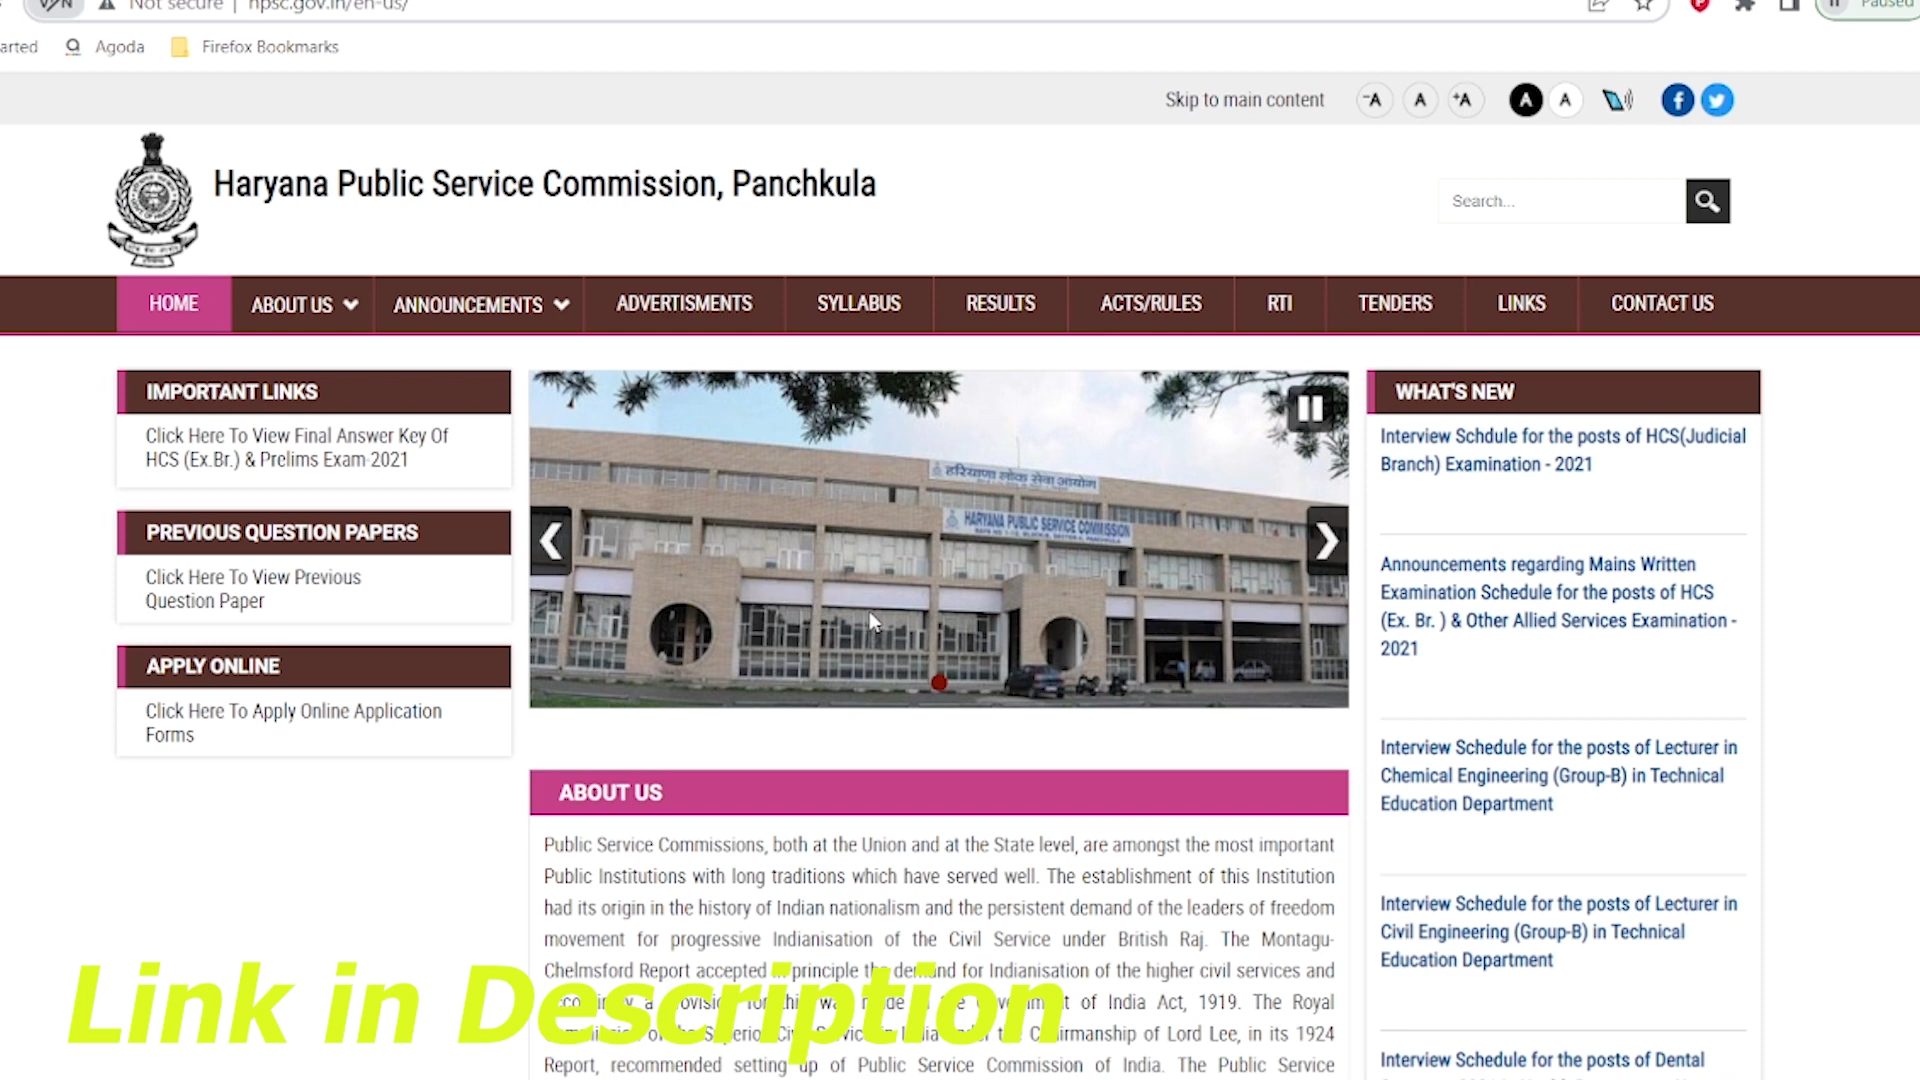 Not secure | hpsc.gov.in/en-us/
Paused
arted Agoda Firefox Bookmarks
Skip to main content -A A +A A A
Haryana Public Service Commission, Panchkula
Search...
HOME ABOUT US ANNOUNCEMENTS ADVERTISMENTS SYLLABUS RESULTS ACTS/RULES RTI TENDERS LINKS CONTACT US
IMPORTANT LINKS
Click Here To View Final Answer Key Of
HCS (Ex.Br.) & Prelims Exam-2021
PREVIOUS QUESTION PAPERS
Click Here To View Previous
Question Paper
APPLY ONLINE
Click Here To Apply Online Application
Forms
हरियाणा लोक सेवा आयोग
HARYANA PUBLIC SERVICE COMMISSION
ABOUT US
Public Service Commissions, both at the Union and at the State level, are amongst the most important
Public Institutions with long traditions which have served well. The establishment of this Institution
had its origin in the history of Indian nationalism and the persistent demand of the leaders of freedom
movement for progressive Indianisation of the Civil Service under British Raj. The Montagu-
Chelmsford Report accepted in principle the demand for Indianisation of the higher civil services and
of India Act, 1919. The Royal
Chairmanship of Lord Lee, in its 1924
Report, recommended setting up of Public Service Commission of India. The Public Service
Link in Description
WHAT'S NEW
Interview Schdule for the posts of HCS(Judicial
Branch) Examination - 2021
Announcements regarding Mains Written
Examination Schedule for the posts of HCS
(Ex. Br. ) & Other Allied Services Examination -
2021
Interview Schedule for the posts of Lecturer in
Chemical Engineering (Group-B) in Technical
Education Department
Interview Schedule for the posts of Lecturer in
Civil Engineering (Group-B) in Technical
Education Department
Interview Schedule for the posts of Dental